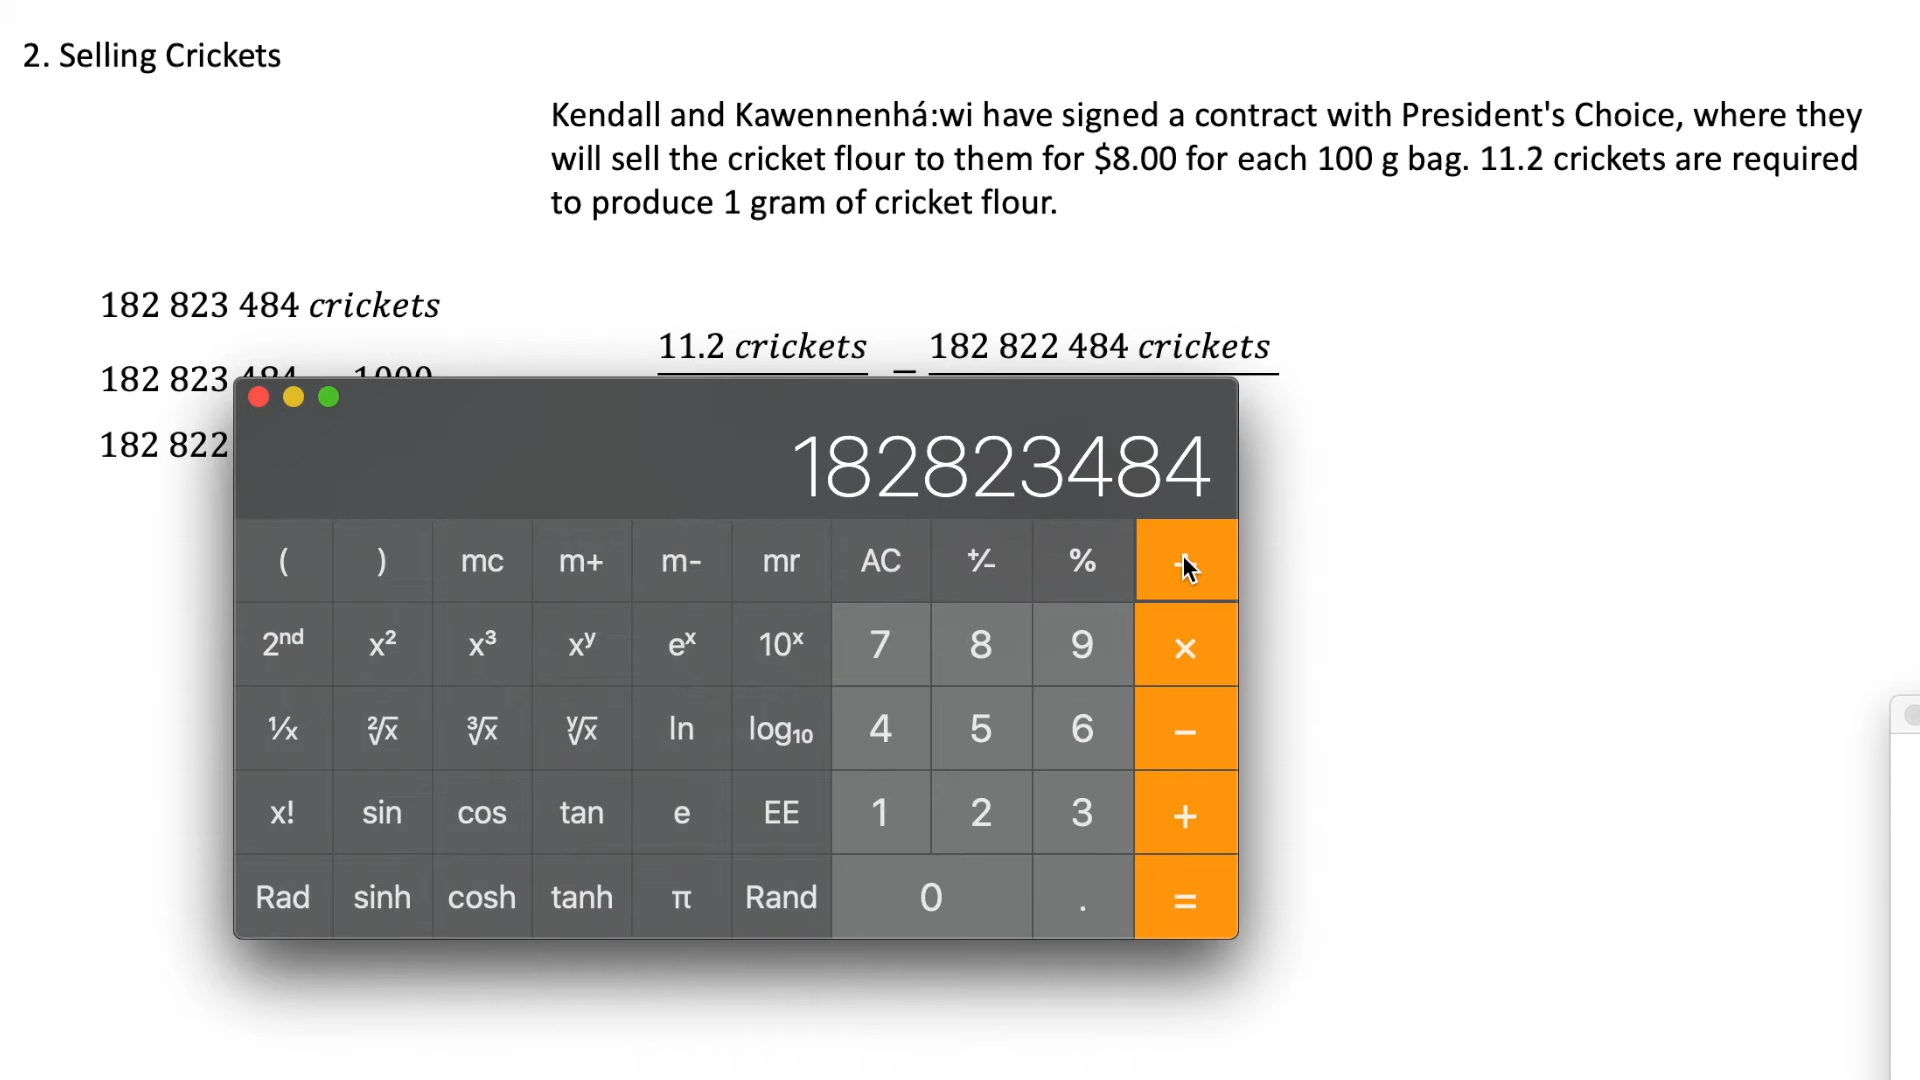 2. Selling Crickets
Kendall and Kawennenhá:wi have signed a contract with President's Choice, where they
will sell the cricket flour to them for $8.00 for each 100 g bag. 11.2 crickets are required
to produce 1 gram of cricket flour.
182 823 484 crickets
11.2 crickets = 182 822 484 crickets
182 823 484 – 1000
182 822
182823484
( ) mc m+ m- mr AC ⁺∕₋ %
2ⁿᵈ x² x³ xʸ eˣ 10ˣ 7 8 9 ×
¹∕x ²√x ³√x ʸ√x ln log₁₀ 4 5 6 −
x! sin cos tan e EE 1 2 3 +
Rad sinh cosh tanh π Rand 0 . =